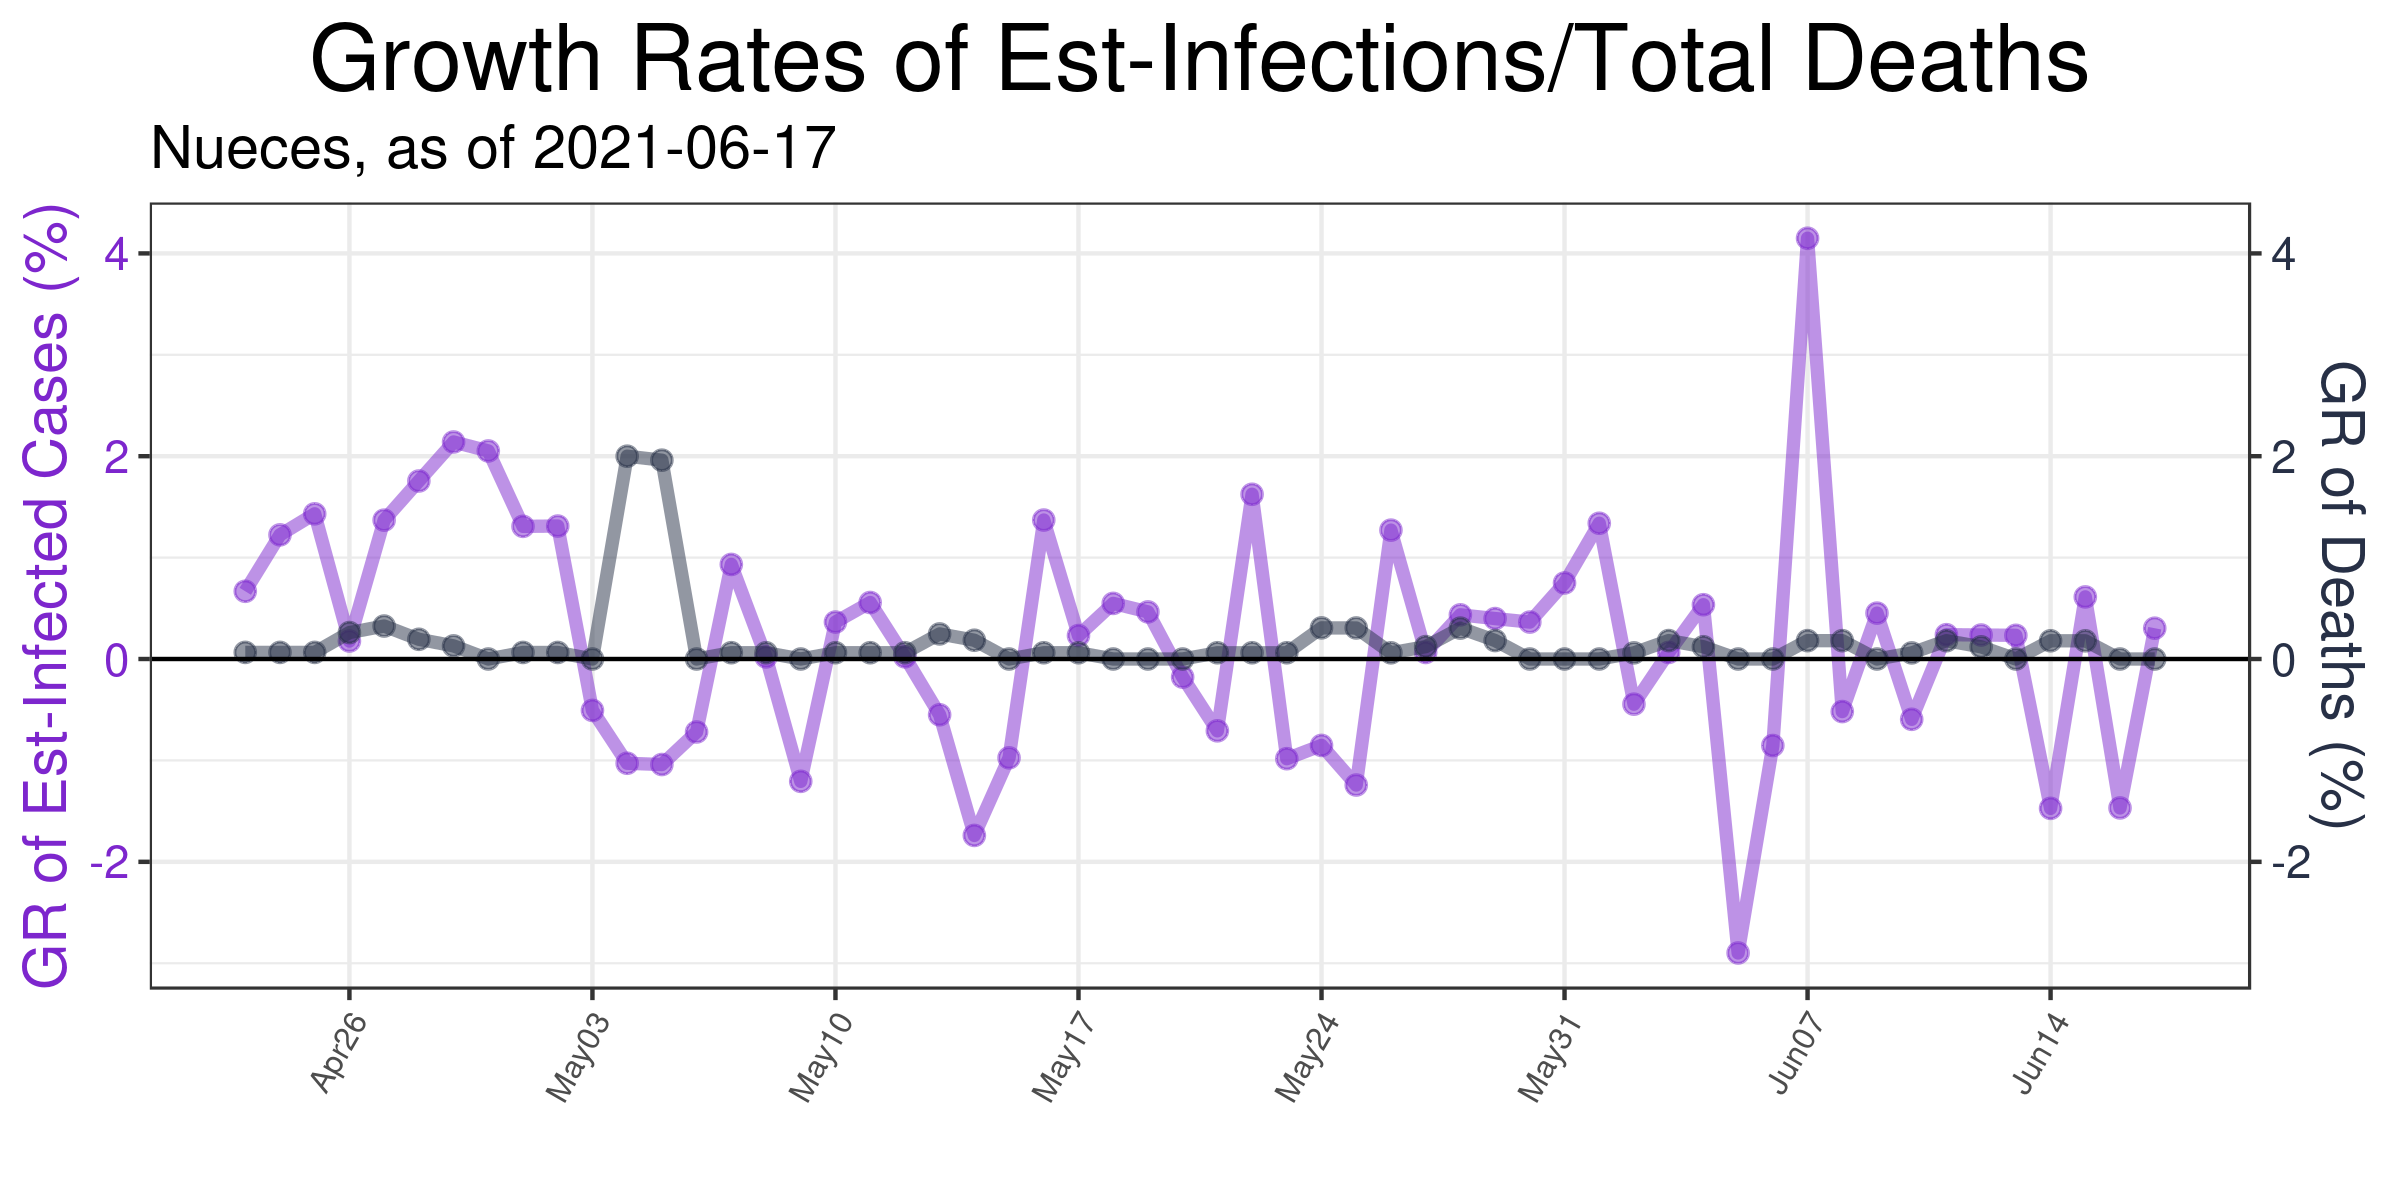 Growth Rates of Est-Infections/Total Deaths
Nueces, as of 2021-06-17
GR of Est-Infected Cases (%)
4
2
0
-2
4
2
0
-2
GR of Deaths (%)
Apr26
May03
May10
May17
May24
May31
Jun07
Jun14